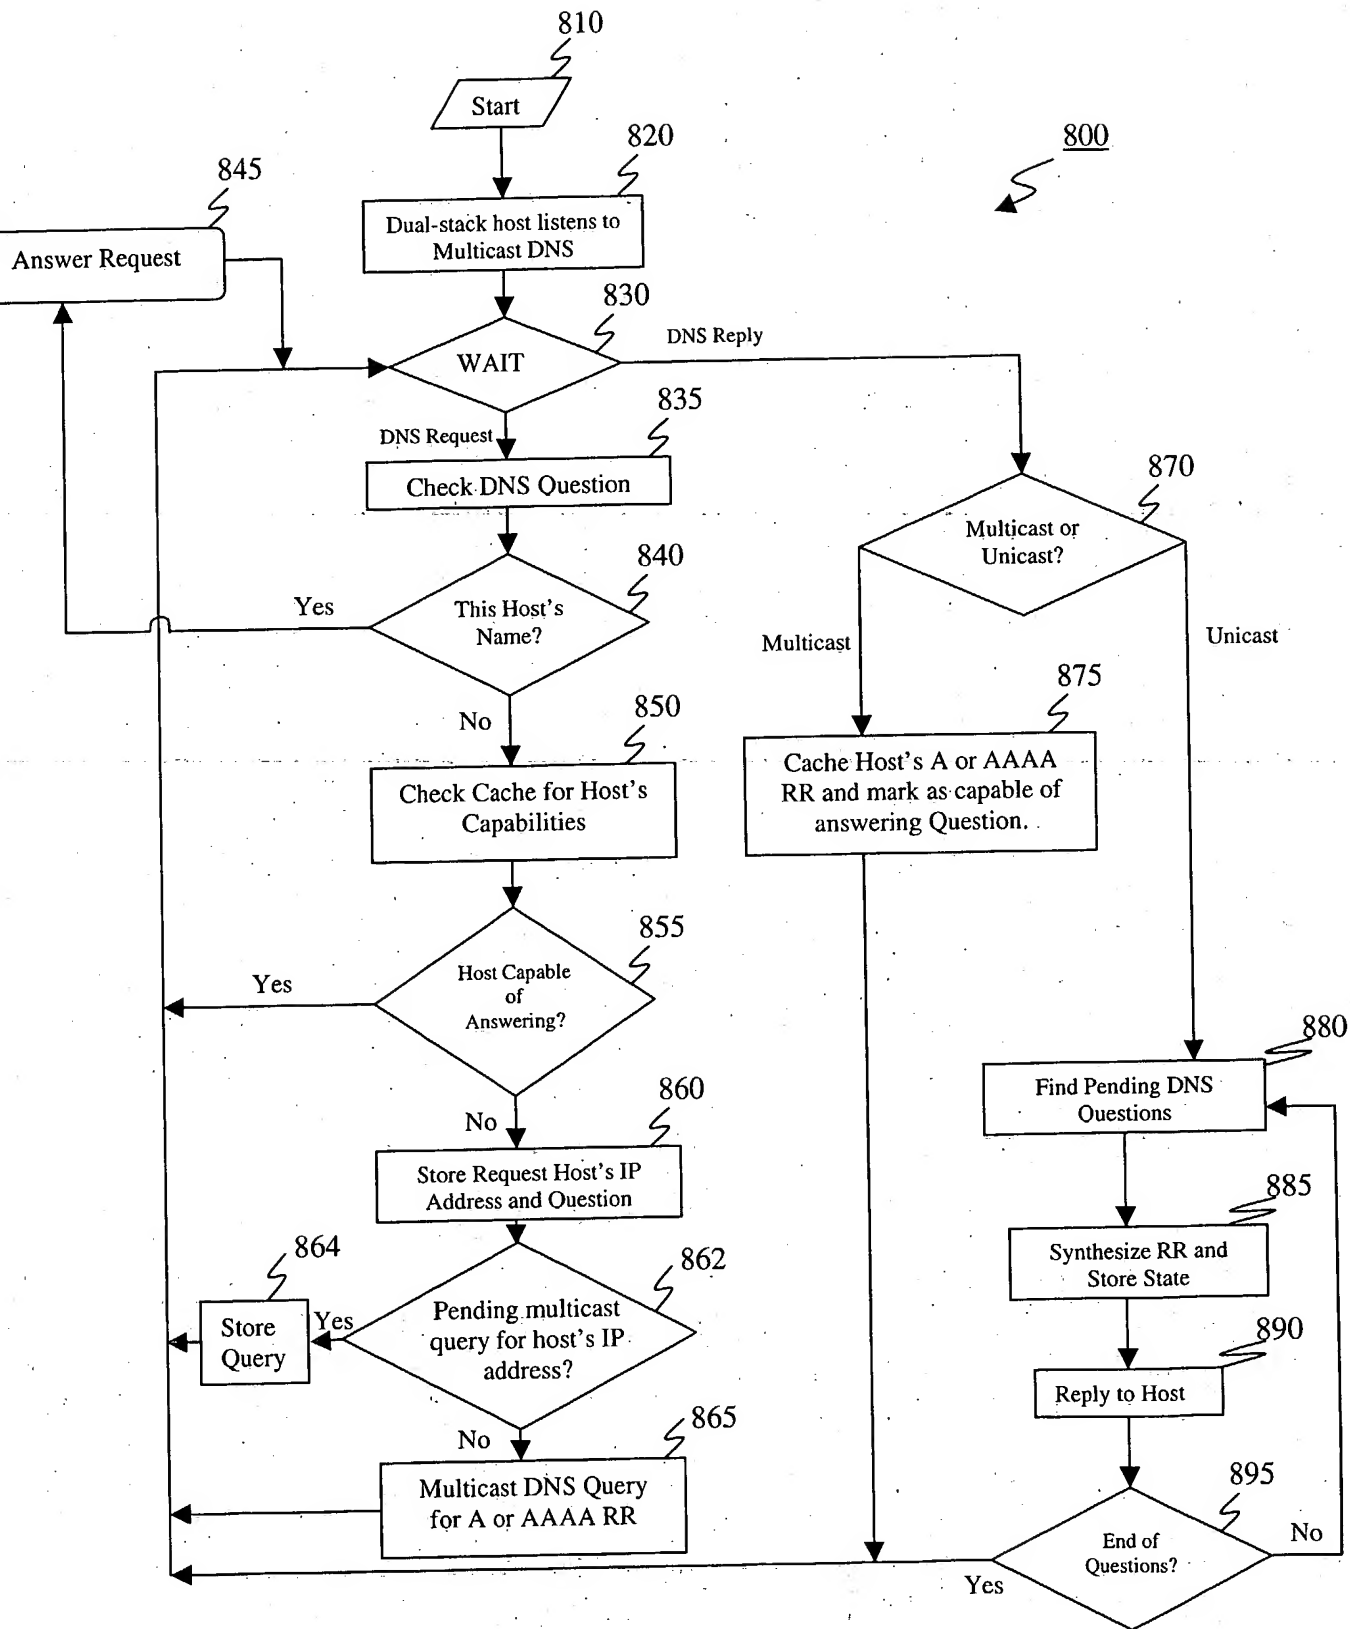 810
Start
820
800
845
Dual-stack host listens to
Multicast DNS
Answer Request
830
DNS Reply
WAIT
835
DNS Request
Check DNS Question
870
Multicast or
Unicast?
840
Yes
This Host's
Name?
Multicast
Unicast
875
No
850
Cache Host's A or AAAA
RR and mark as capable of
answering Question.
Check Cache for Host's
Capabilities
855
Yes
Host Capable
of
Answering?
880
Find Pending DNS
Questions
860
No
Store Request Host's IP
Address and Question
885
Synthesize RR and
Store State
864
862
Store
Query
Yes
Pending multicast
query for host's IP
address?
890
Reply to Host
865
No
Multicast DNS Query
for A or AAAA RR
895
End of
Questions?
No
Yes